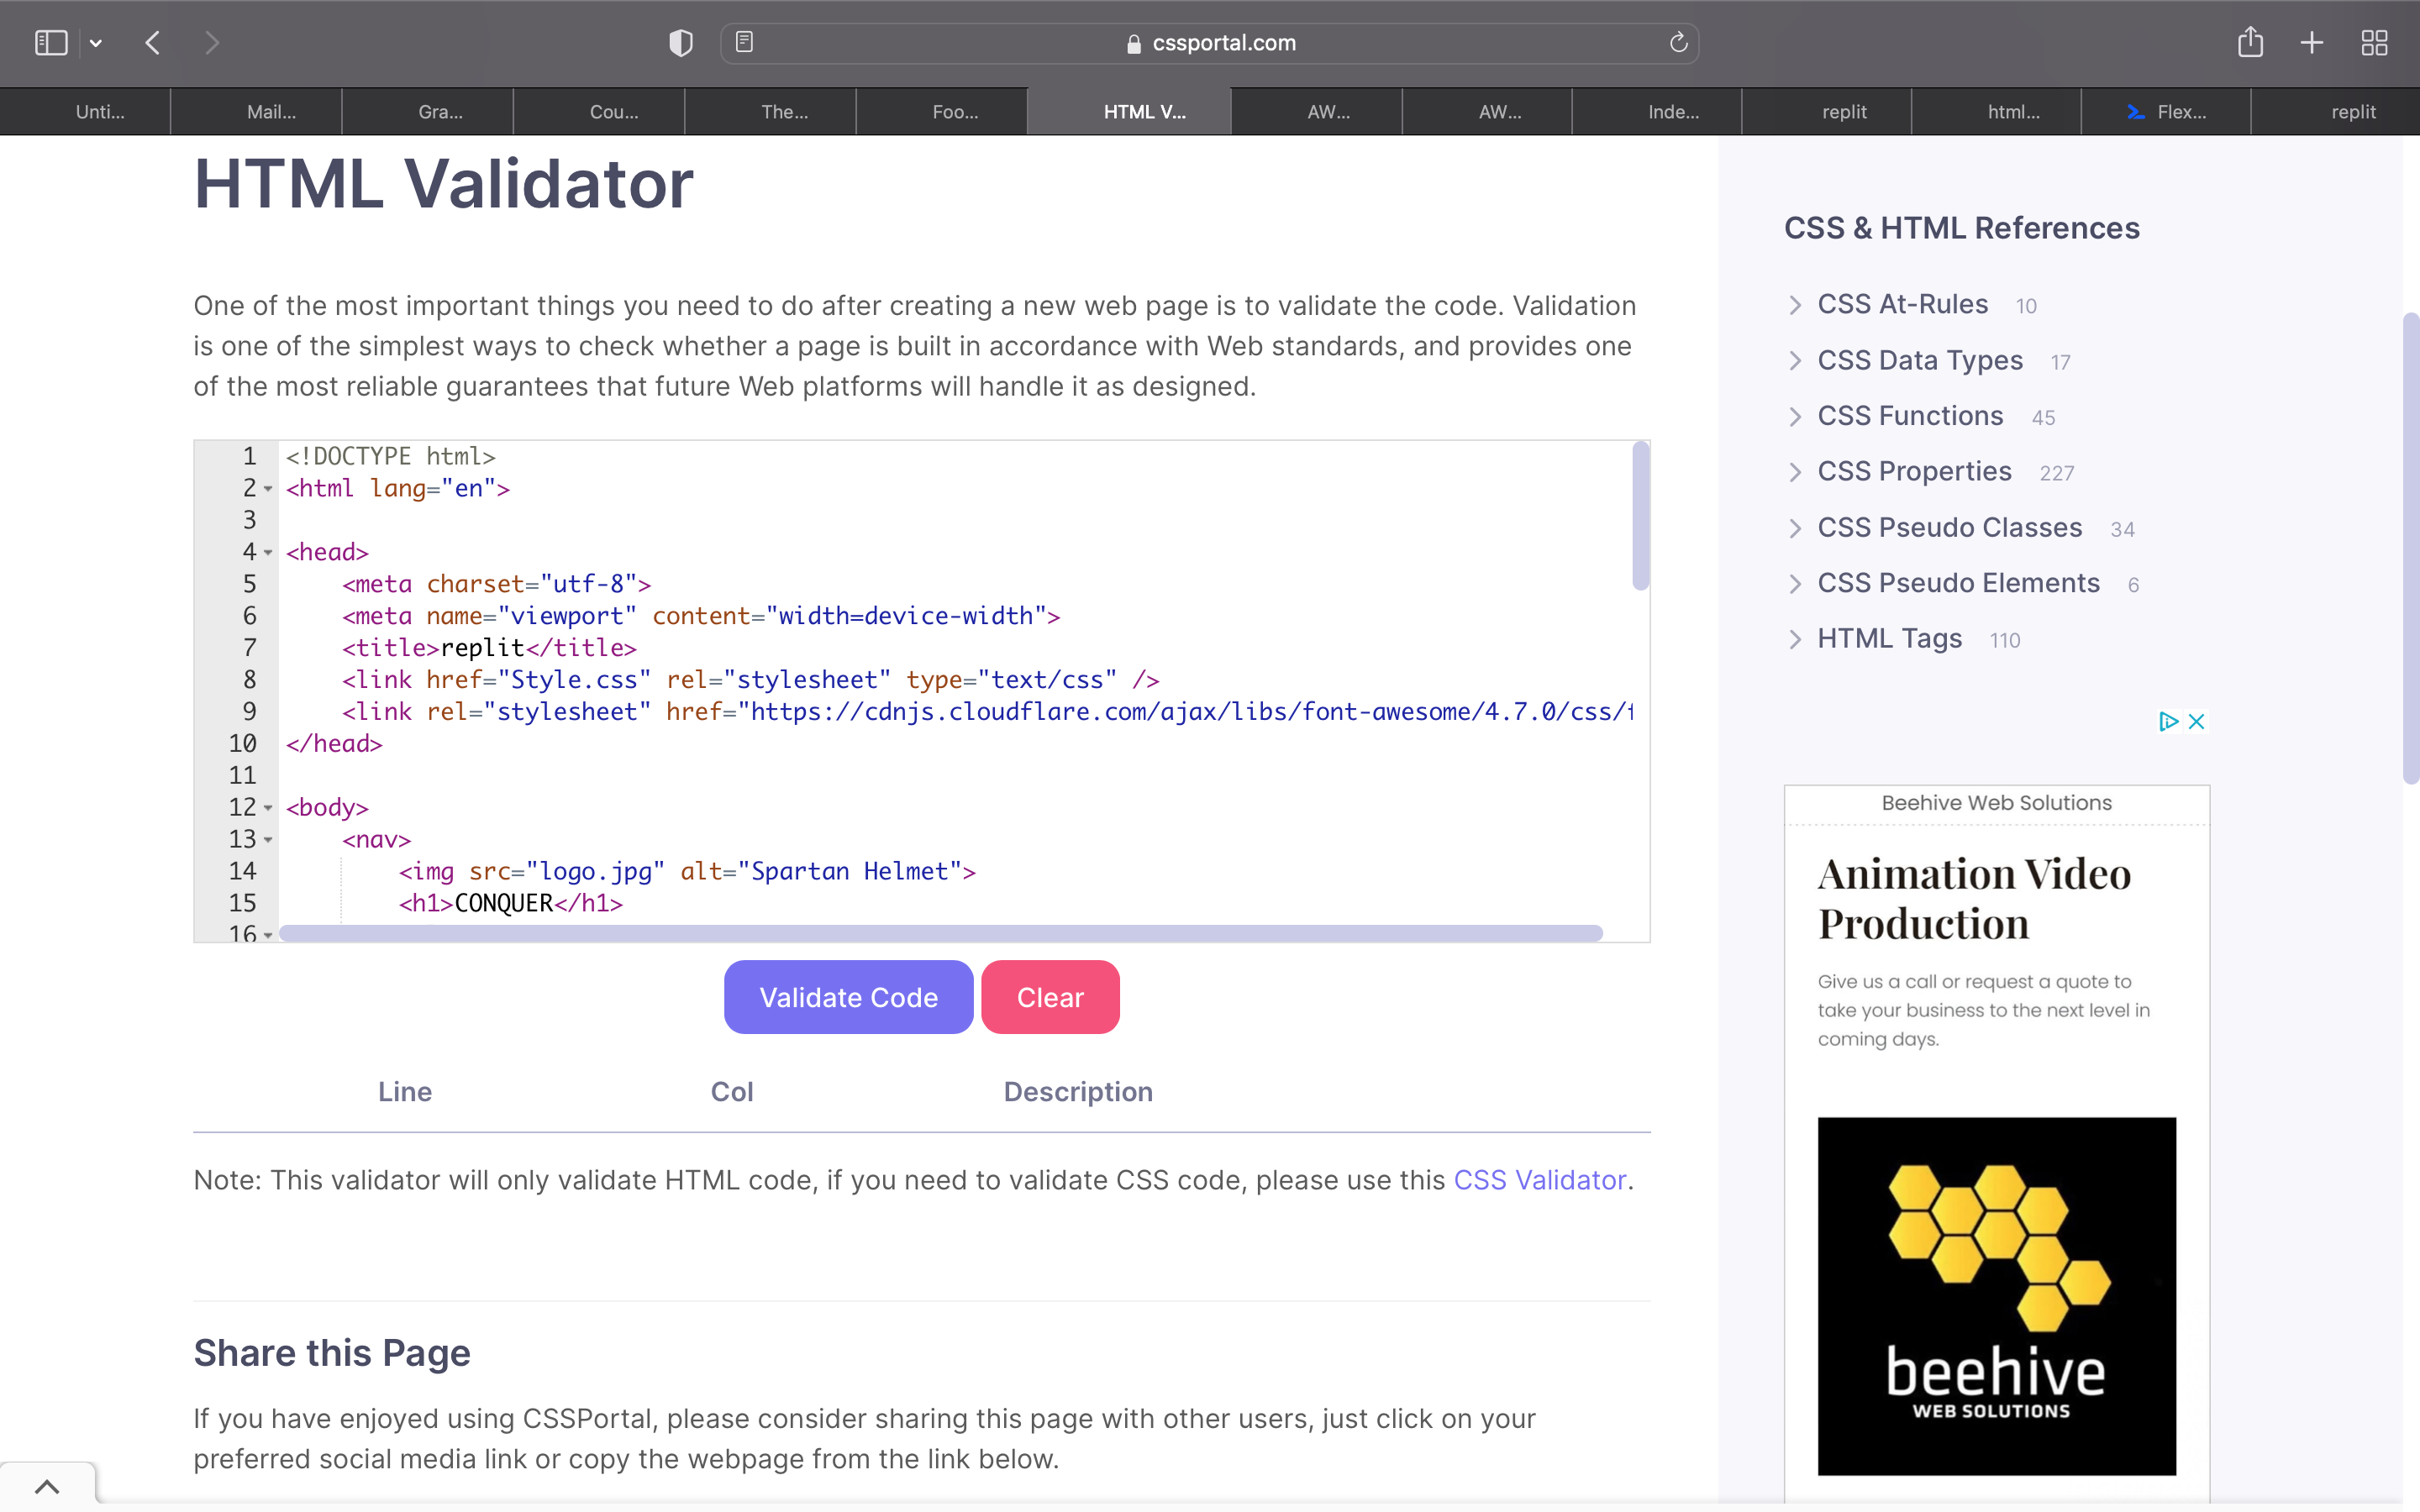 cssportal.com
Unti...
Mail...
Gra...
Cou...
The...
Foo...
HTML V...
AW...
AW...
Inde...
replit
html...
Flex...
replit
HTML Validator
One of the most important things you need to do after creating a new web page is to validate the code. Validation
is one of the simplest ways to check whether a page is built in accordance with Web standards, and provides one
of the most reliable guarantees that future Web platforms will handle it as designed.
1 <!DOCTYPE html>
2 <html lang="en">
3
4 <head>
5 <meta charset="utf-8">
6 <meta name="viewport" content="width=device-width">
7 <title>replit</title>
8 <link href="Style.css" rel="stylesheet" type="text/css" />
9 <link rel="stylesheet" href="https://cdnjs.cloudflare.com/ajax/libs/font-awesome/4.7.0/css/f
10 </head>
11
12 <body>
13 <nav>
14 <img src="logo.jpg" alt="Spartan Helmet">
15 <h1>CONQUER</h1>
16
Validate Code
Clear
Line Col Description
Note: This validator will only validate HTML code, if you need to validate CSS code, please use this CSS Validator.
Share this Page
If you have enjoyed using CSSPortal, please consider sharing this page with other users, just click on your
preferred social media link or copy the webpage from the link below.
CSS & HTML References
CSS At-Rules 10
CSS Data Types 17
CSS Functions 45
CSS Properties 227
CSS Pseudo Classes 34
CSS Pseudo Elements 6
HTML Tags 110
Beehive Web Solutions
Animation Video
Production
Give us a call or request a quote to
take your business to the next level in
coming days.
beehive
WEB SOLUTIONS